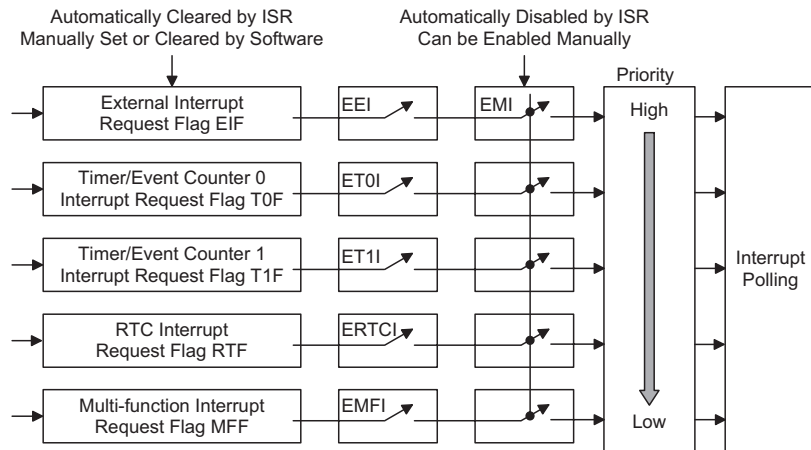 Automatically Cleared by ISR
Manually Set or Cleared by Software
Automatically Disabled by ISR
Can be Enabled Manually
Priority
External Interrupt
Request Flag EIF
EEI
EMI
High
Timer/Event Counter 0
Interrupt Request Flag T0F
ET0I
Timer/Event Counter 1
Interrupt Request Flag T1F
ET1I
Interrupt
Polling
RTC Interrupt
Request Flag RTF
ERTCI
Multi-function Interrupt
Request Flag MFF
EMFI
Low